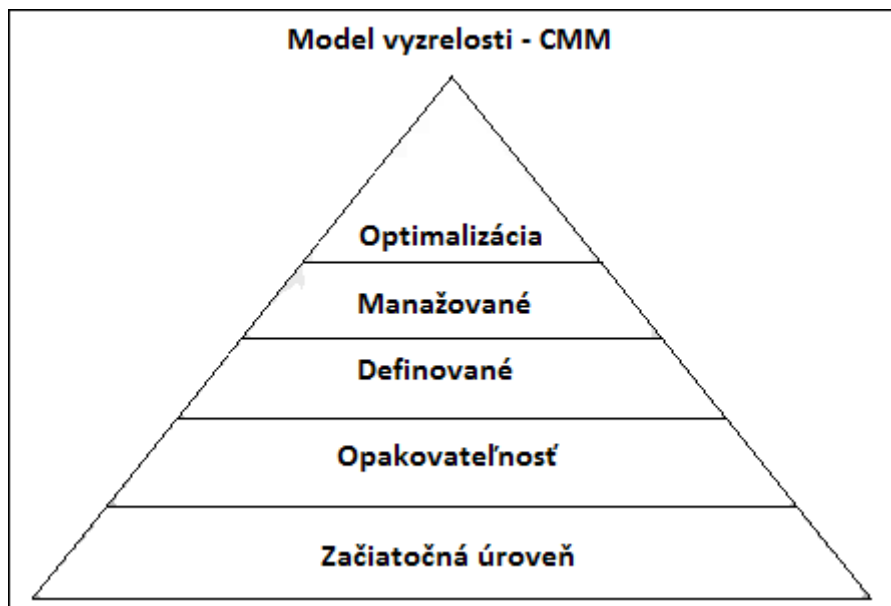 Model vyzrelosti - CMM
Optimalizácia
Manažované
Definované
Opakovateľnosť
Začiatočná úroveň